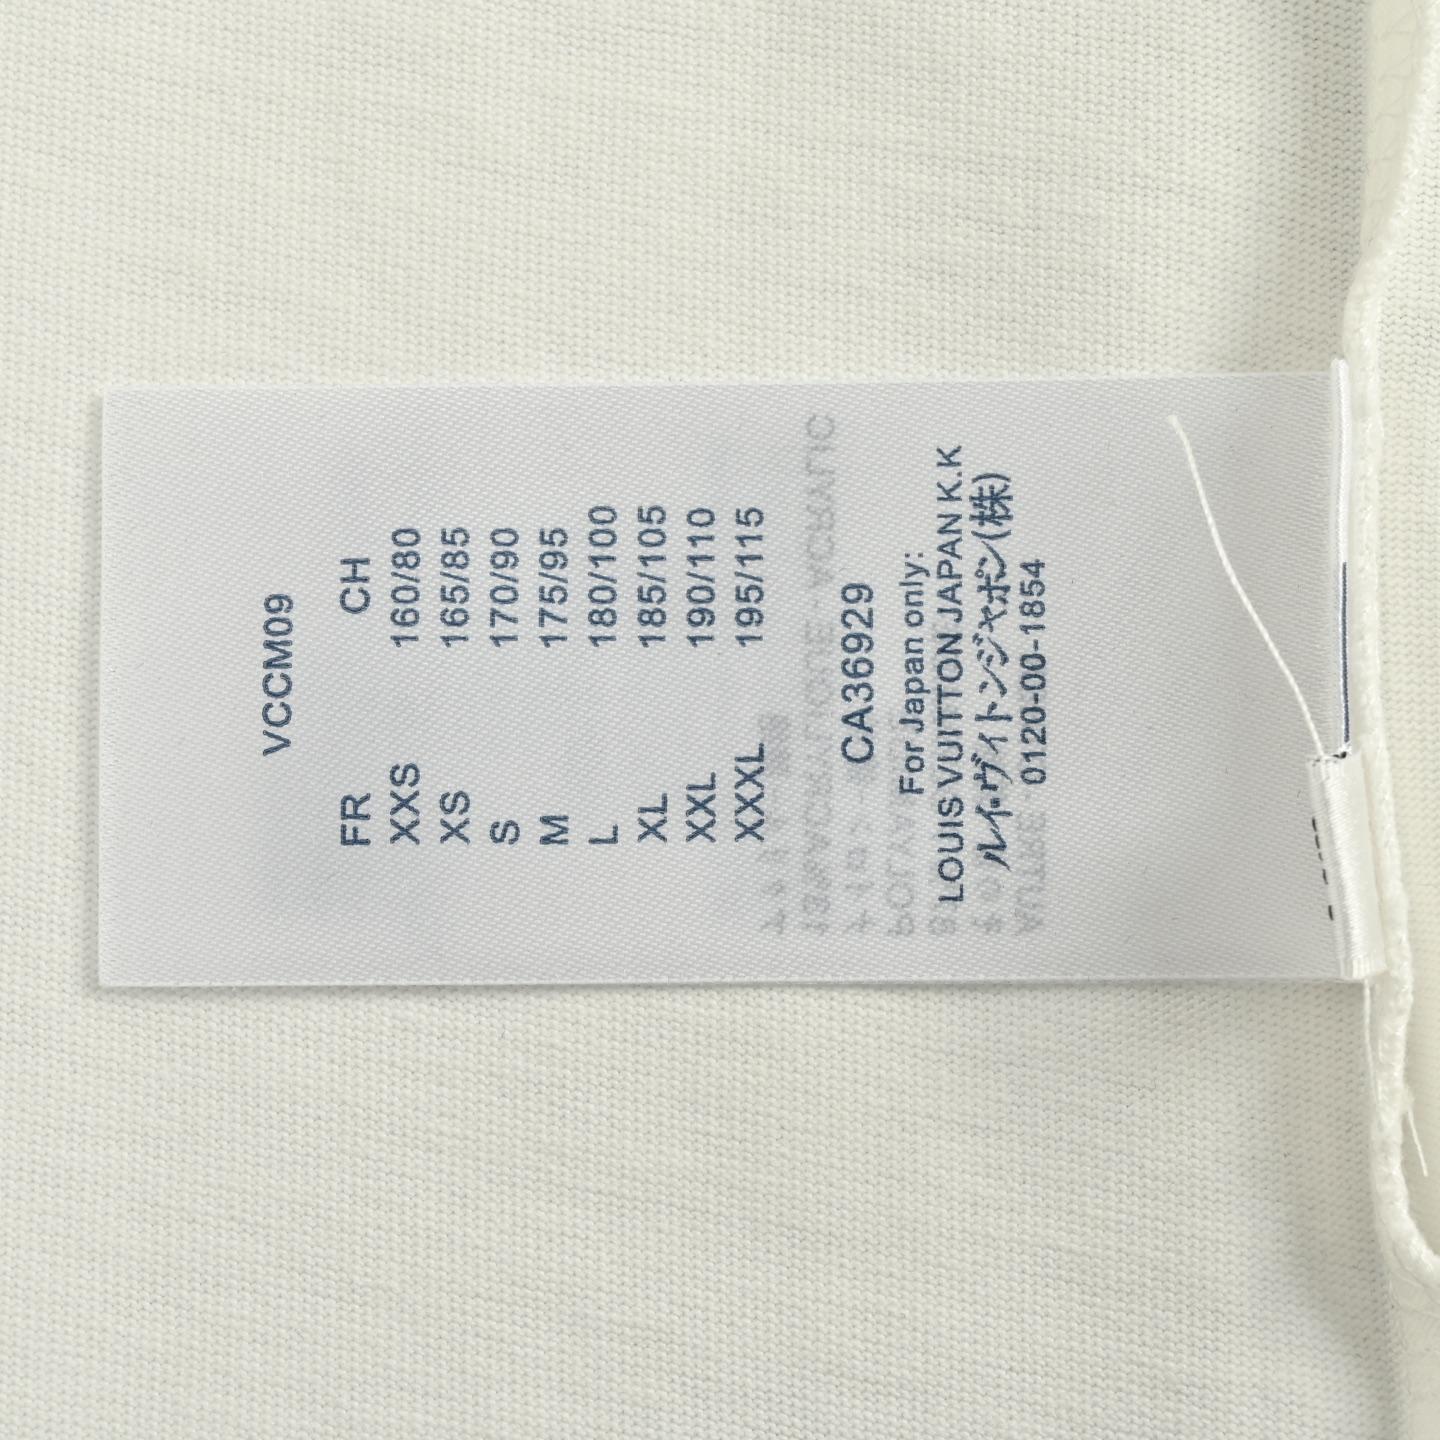 VCCM09
FR CH
XXS 160/80
XS 165/85
S 170/90
M 175/95
L 180/100
XL 185/105
XXL 190/110
XXXL 195/115
CA36929
For Japan only:
LOUIS VUITTON JAPAN K.K
ルイ・ヴィトンジャポン(株)
0120-00-1854